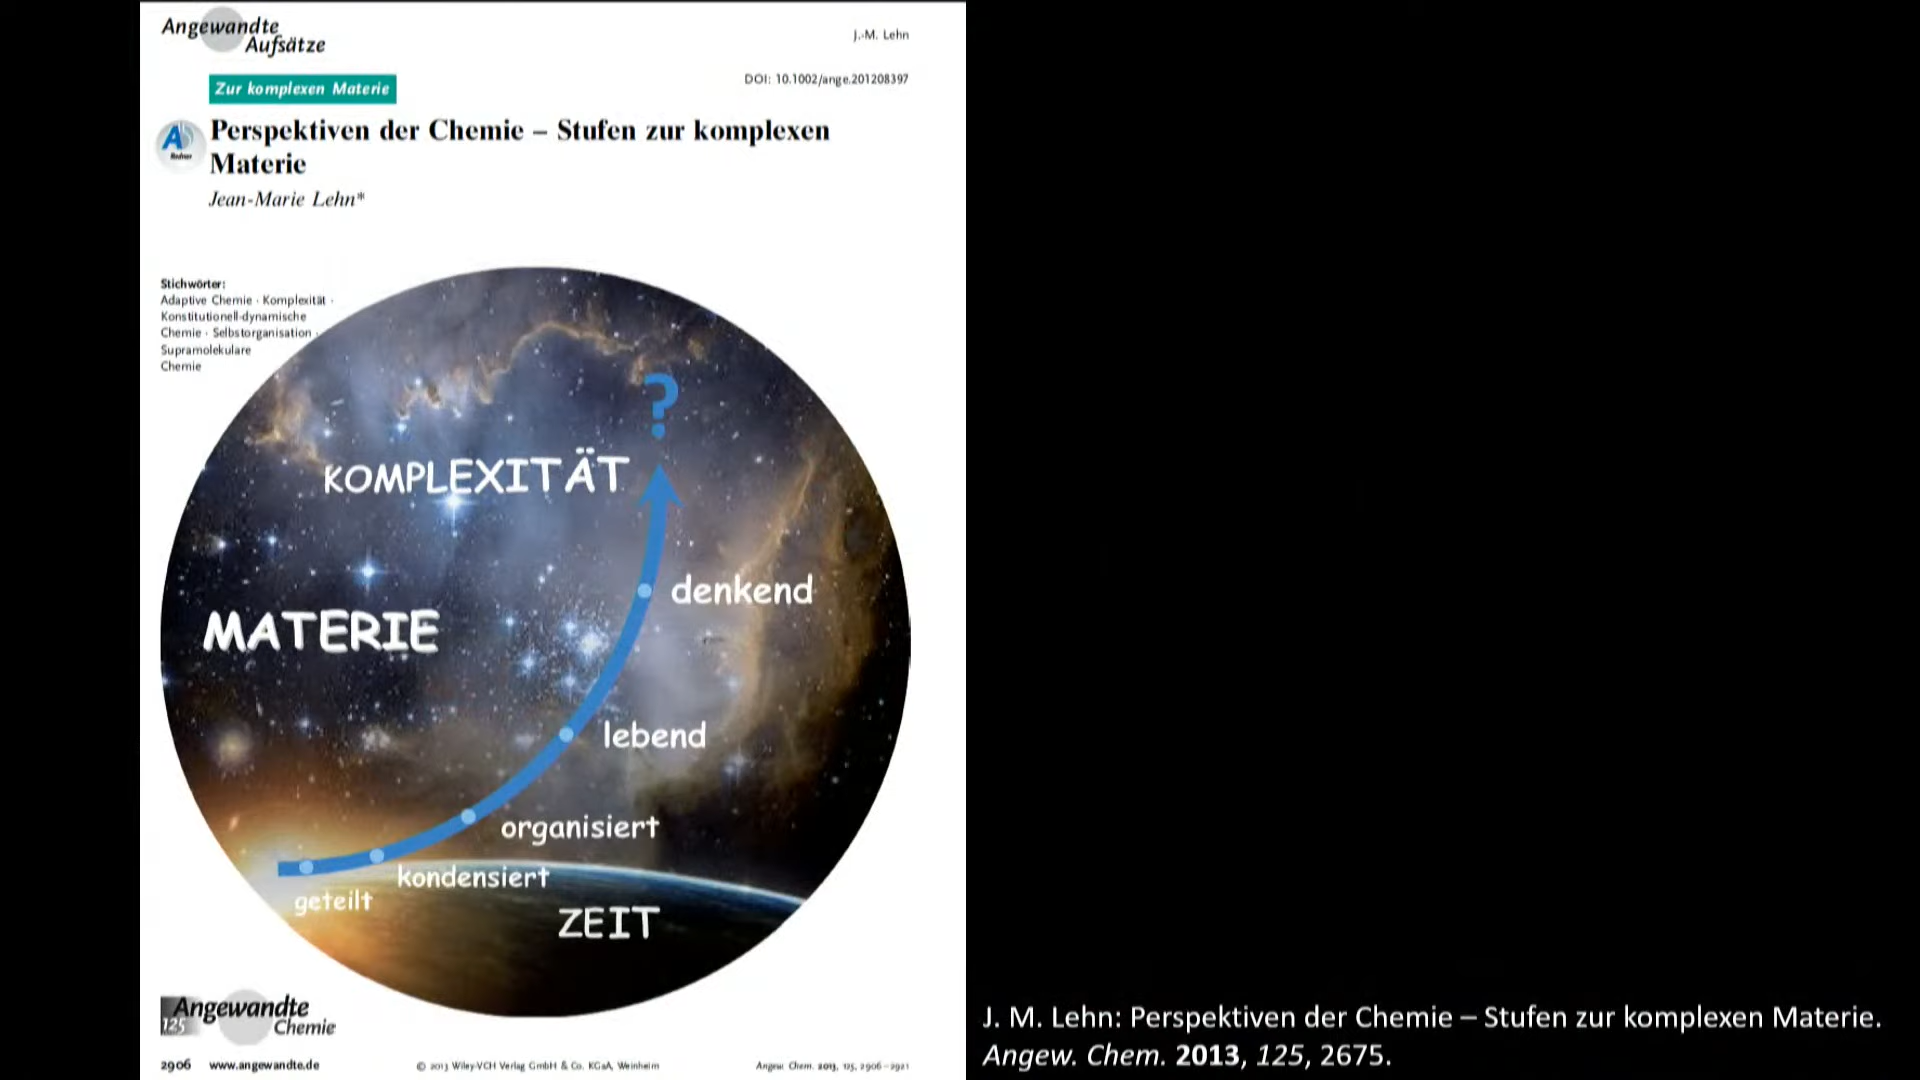 Angewandte
Aufsätze
J.-M. Lehn
Zur komplexen Materie
DOI: 10.1002/ange.201208397
Perspektiven der Chemie – Stufen zur komplexen
Materie
Jean-Marie Lehn*
Stichwörter:
Adaptive Chemie · Komplexität ·
Konstitutionell-dynamische
Chemie · Selbstorganisation ·
Supramolekulare
Chemie
?
KOMPLEXITÄT
denkend
MATERIE
lebend
organisiert
kondensiert
geteilt
ZEIT
Angewandte
125 Chemie
2906 www.angewandte.de © 2013 Wiley-VCH Verlag GmbH & Co. KGaA, Weinheim Angew. Chem. 2013, 125, 2906–2921
J. M. Lehn: Perspektiven der Chemie – Stufen zur komplexen Materie.
Angew. Chem. 2013, 125, 2675.